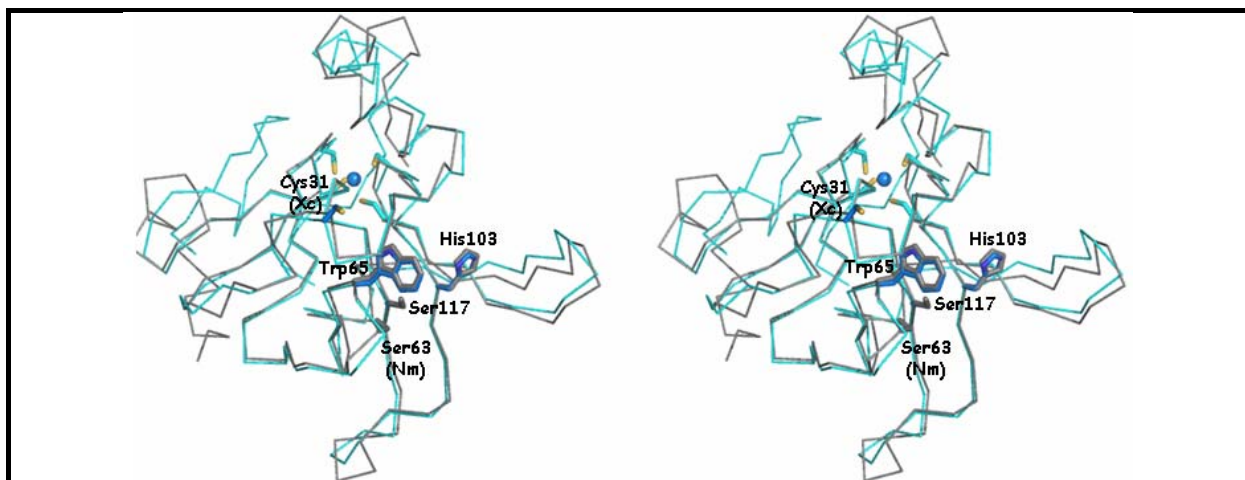 Cys31
(Xc)
His103
Trp65
Ser117
Ser63
(Nm)
Cys31
(Xc)
His103
Trp65
Ser117
Ser63
(Nm)